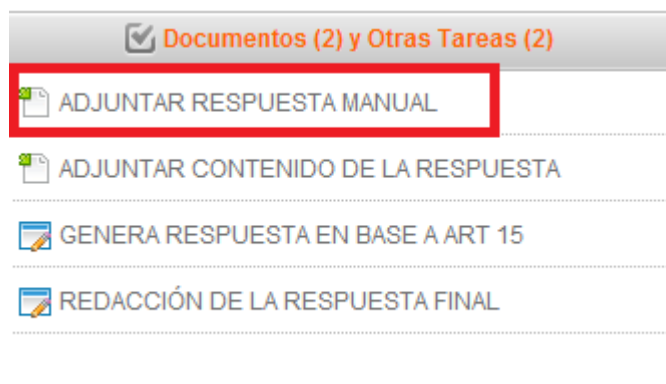 Documentos (2) y Otras Tareas (2)
ADJUNTAR RESPUESTA MANUAL
ADJUNTAR CONTENIDO DE LA RESPUESTA
GENERA RESPUESTA EN BASE A ART 15
REDACCIÓN DE LA RESPUESTA FINAL